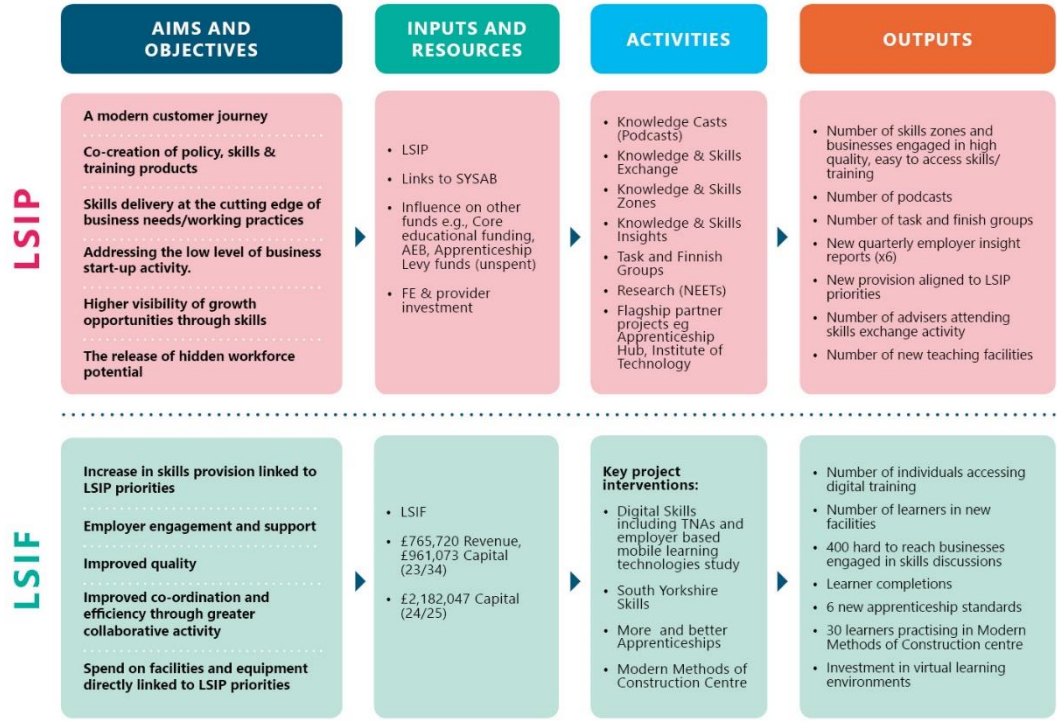 AIMS AND
OBJECTIVES
INPUTS AND
RESOURCES
ACTIVITIES
OUTPUTS
LSIP
A modern customer journey
Co-creation of policy, skills &
training products
Skills delivery at the cutting edge of
business needs/working practices
Addressing the low level of business
start-up activity.
Higher visibility of growth
opportunities through skills
The release of hidden workforce
potential
• LSIP
• Links to SYSAB
• Influence on other
funds e.g., Core
educational funding,
AEB, Apprenticeship
Levy funds (unspent)
• FE & provider
investment
• Knowledge Casts
(Podcasts)
• Knowledge & Skills
Exchange
• Knowledge & Skills
Zones
• Knowledge & Skills
Insights
• Task and Finnish
Groups
• Research (NEETs)
• Flagship partner
projects eg
Apprenticeship
Hub, Institute of
Technology
• Number of skills zones and
businesses engaged in high
quality, easy to access skills/
training
• Number of podcasts
• Number of task and finish groups
• New quarterly employer insight
reports (x6)
• New provision aligned to LSIP
priorities
• Number of advisers attending
skills exchange activity
• Number of new teaching facilities
LSIF
Increase in skills provision linked to
LSIP priorities
Employer engagement and support
Improved quality
Improved co-ordination and
efficiency through greater
collaborative activity
Spend on facilities and equipment
directly linked to LSIP priorities
• LSIF
• £765,720 Revenue,
£961,073 Capital
(23/34)
• £2,182,047 Capital
(24/25)
Key project
interventions:
• Digital Skills
including TNAs and
employer based
mobile learning
technologies study
• South Yorkshire
Skills
• More and better
Apprenticeships
• Modern Methods of
Construction Centre
• Number of individuals accessing
digital training
• Number of learners in new
facilities
• 400 hard to reach businesses
engaged in skills discussions
• Learner completions
• 6 new apprenticeship standards
• 30 learners practising in Modern
Methods of Construction centre
• Investment in virtual learning
environments